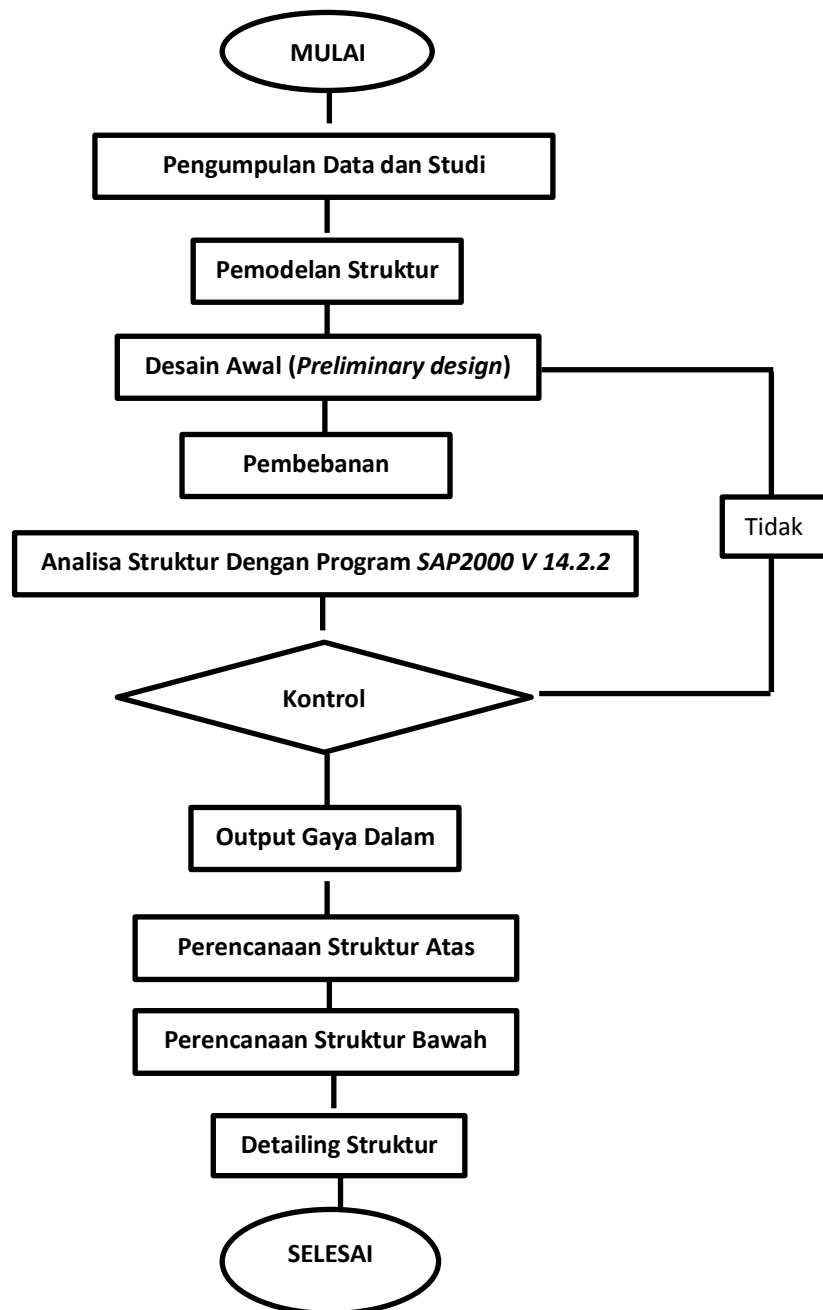 MULAI
Pengumpulan Data dan Studi
Pemodelan Struktur
Desain Awal (Preliminary design)
Pembebanan
Tidak
Analisa Struktur Dengan Program SAP2000 V 14.2.2
Kontrol
Output Gaya Dalam
Perencanaan Struktur Atas
Perencanaan Struktur Bawah
Detailing Struktur
SELESAI